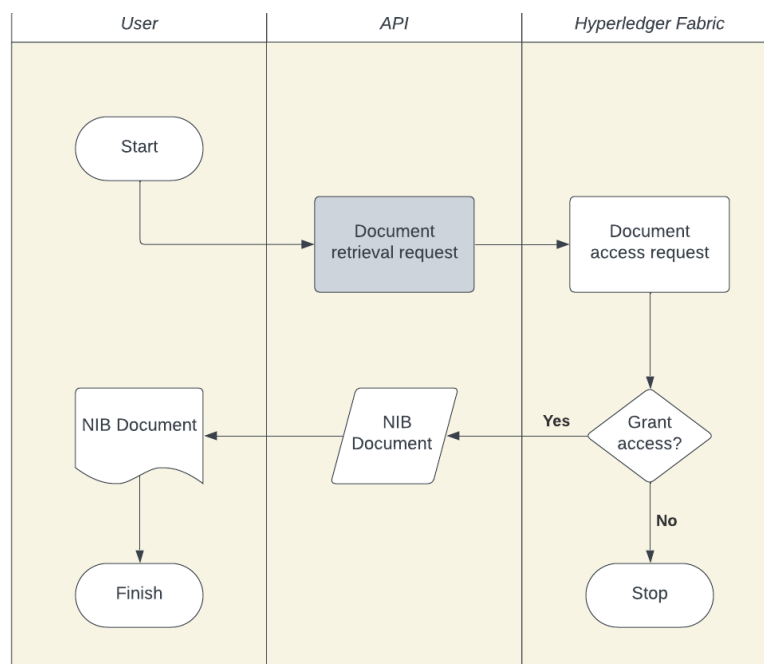 User
API
Hyperledger Fabric
Start
Document
retrieval request
Document
access request
NIB Document
NIB
Document
Yes
Grant
access?
No
Finish
Stop